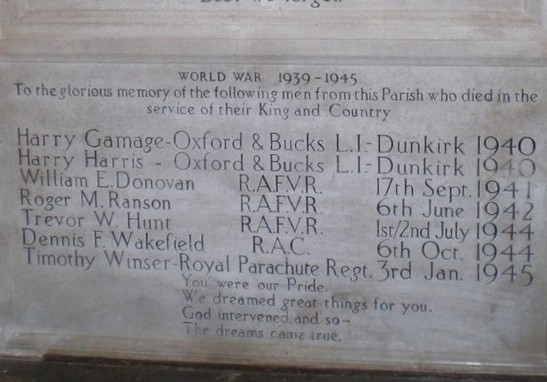 WORLD WAR 1939-1945
To the glorious memory of the following men from this Parish who died in the
service of their King and Country
Harry Gamage-Oxford & Bucks L.I:- Dunkirk 1940
Harry Harris - Oxford & Bucks L.I:- Dunkirk 1940
William E. Donovan R.A.F.V.R. 17th Sept. 1941
Roger M. Ranson R.A.F.V.R. 6th June 1942
Trevor W. Hunt R.A.F.V.R. 1st/2nd July 1944
Dennis F. Wakefield R.A.C. 6th Oct. 1944
Timothy Winser-Royal Parachute Regt. 3rd Jan. 1945
You were our Pride.
We dreamed great things for you.
God intervened, and so-
The dreams came true.